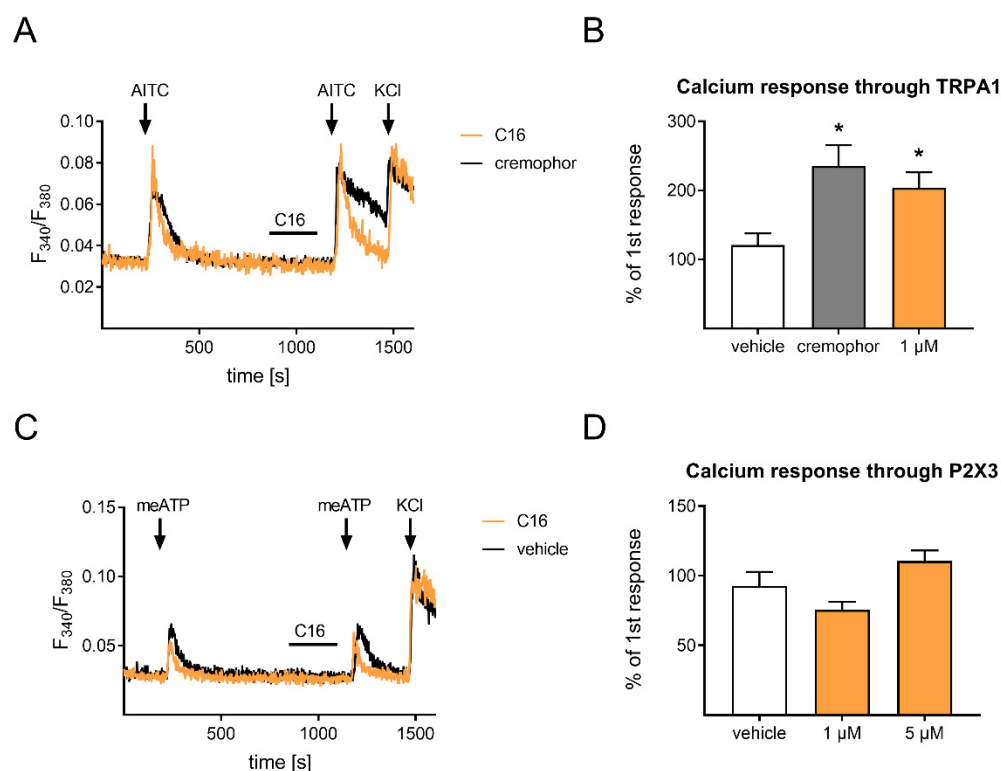 A
AITC
AITC
KCl
C16
cremophor
0.10
0.08
0.06
0.04
0.02
F340/F380
C16
500
1000
1500
time [s]
B
Calcium response through TRPA1
300
200
100
% of 1st response
*
*
vehicle
cremophor
1 µM
C
meATP
meATP
KCl
C16
vehicle
0.15
0.10
0.05
F340/F380
C16
500
1000
1500
time [s]
D
Calcium response through P2X3
150
100
50
% of 1st response
vehicle
1 µM
5 µM